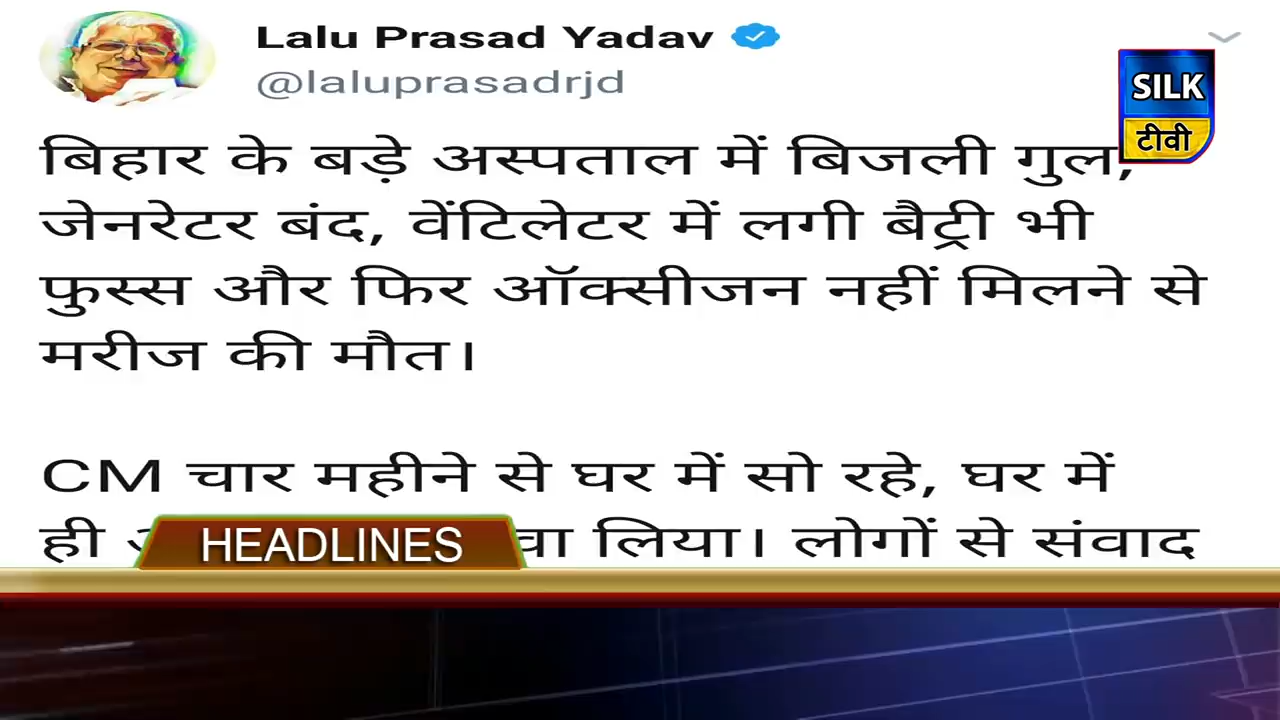 Lalu Prasad Yadav
@laluprasadrjd
SILK
टीवी
बिहार के बड़े अस्पताल में बिजली गुल,
जेनरेटर बंद, वेंटिलेटर में लगी बैट्री भी
फुस्स और फिर ऑक्सीजन नहीं मिलने से
मरीज की मौत।
CM चार महीने से घर में सो रहे, घर में
ही लिया। लोगों से संवाद
HEADLINES